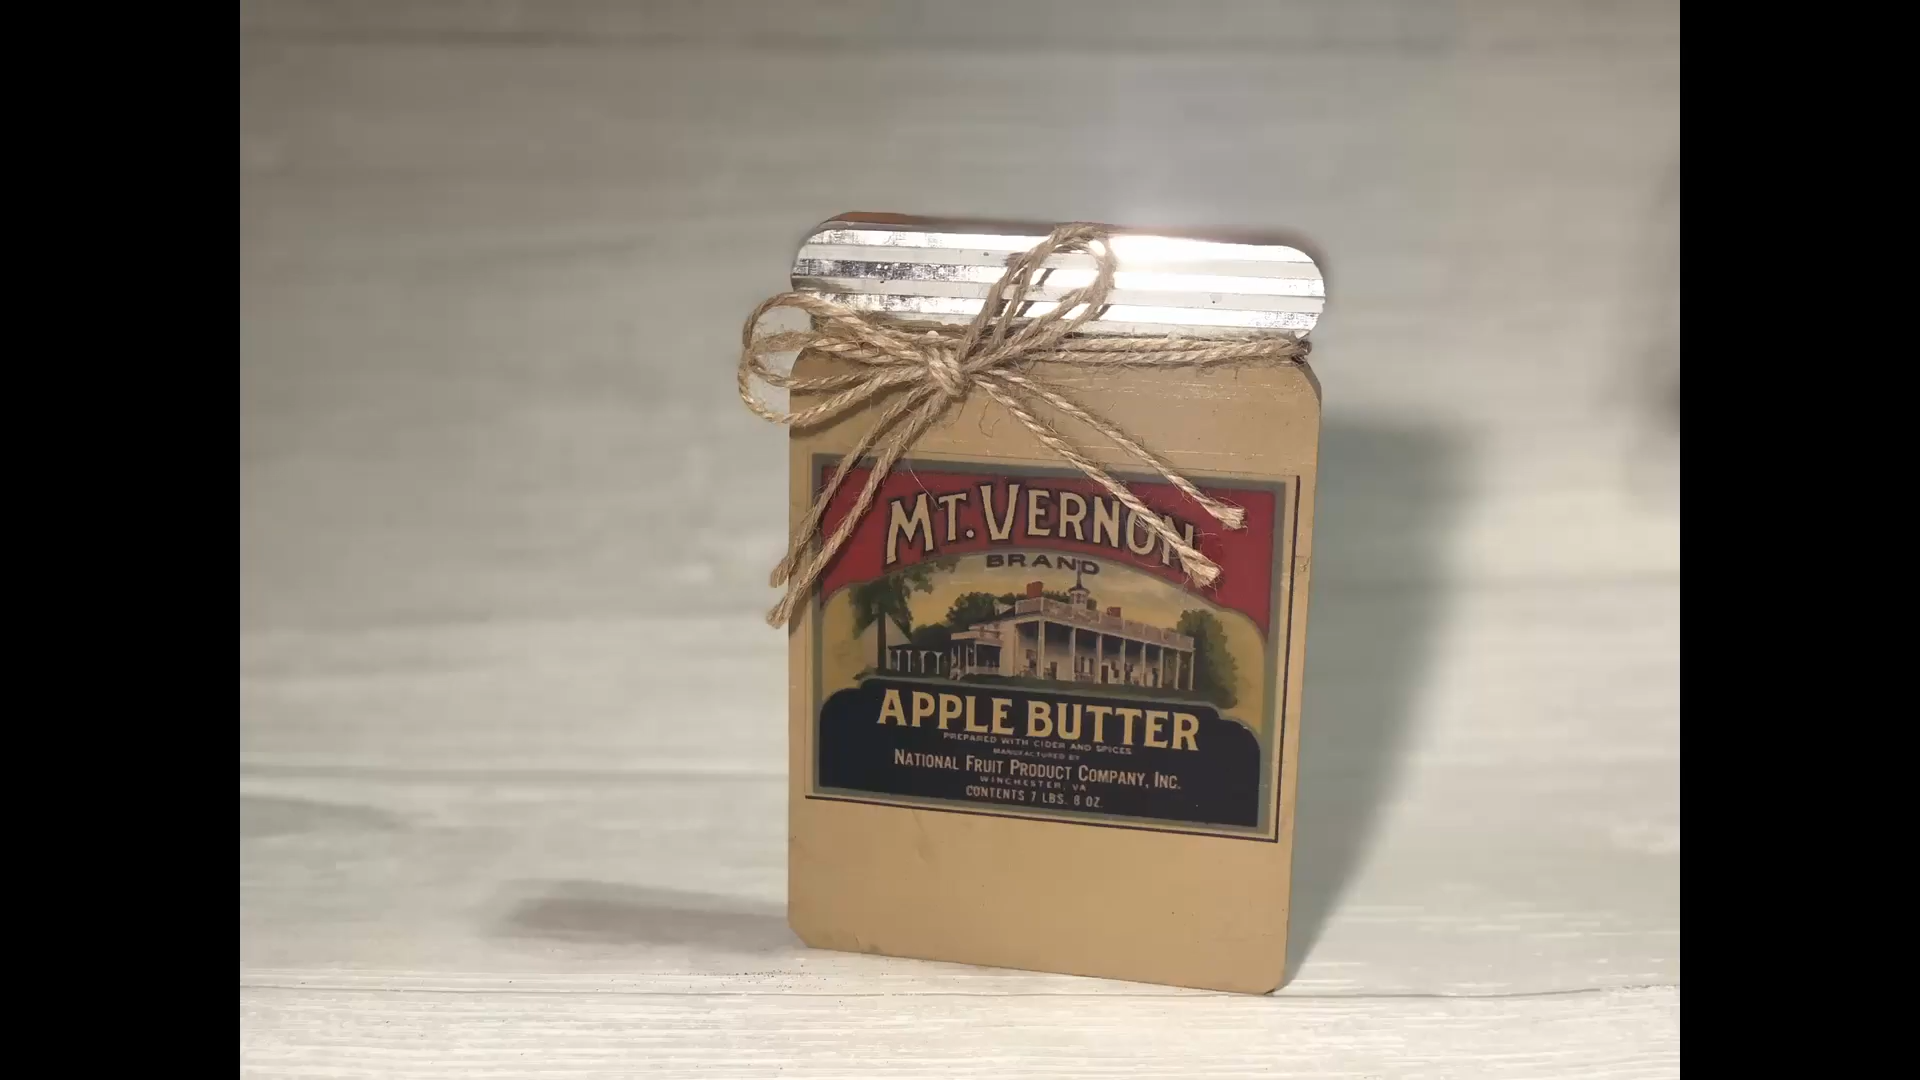 MT. VERNON
BRAND
APPLE BUTTER
PREPARED WITH CIDER AND SPICES
MANUFACTURED BY
NATIONAL FRUIT PRODUCT COMPANY, INC.
WINCHESTER, VA
CONTENTS 7 LBS. 8 OZ.